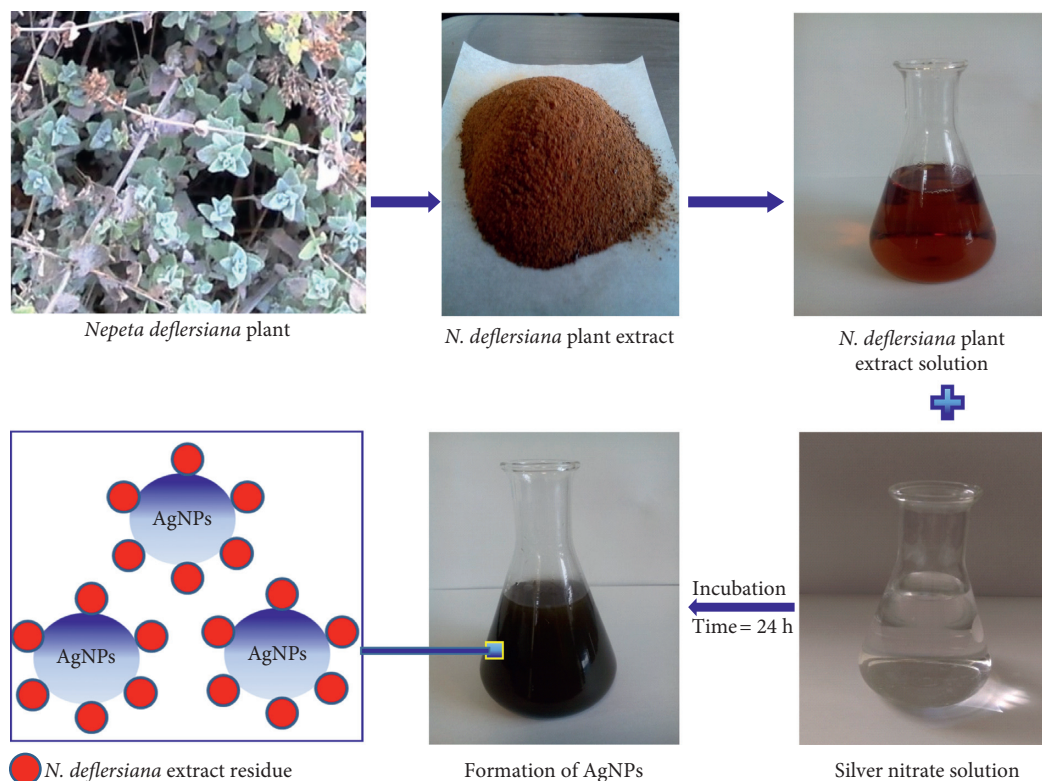 Nepeta deflersiana plant
N. deflersiana plant extract
N. deflersiana plant
extract solution
AgNPs
AgNPs
AgNPs
Incubation
Time = 24 h
N. deflersiana extract residue
Formation of AgNPs
Silver nitrate solution